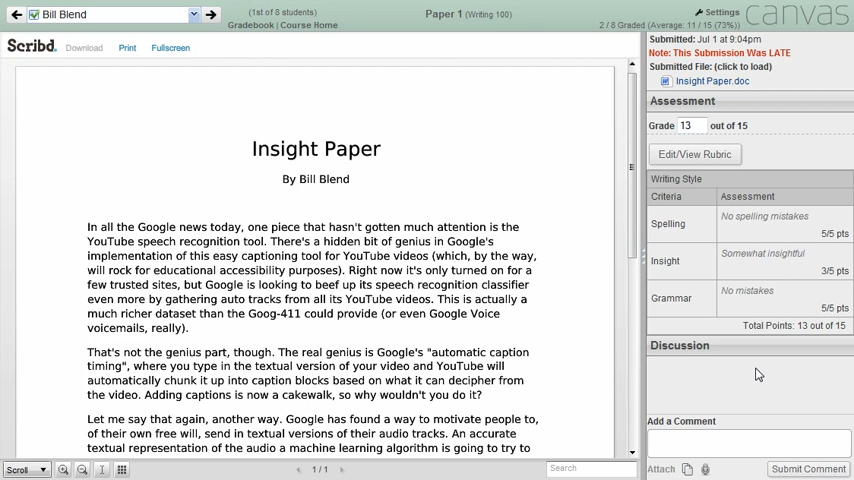 Bill Blend
(1st of 8 students)
Gradebook | Course Home
Paper 1 (Writing 100)
Settings
2 / 8 Graded (Average: 11 / 15 (73%))
canvas
Scribd.
Download
Print
Fullscreen
Insight Paper
By Bill Blend
In all the Google news today, one piece that hasn't gotten much attention is the
YouTube speech recognition tool. There's a hidden bit of genius in Google's
implementation of this easy captioning tool for YouTube videos (which, by the way,
will rock for educational accessibility purposes). Right now it's only turned on for a
few trusted sites, but Google is looking to beef up its speech recognition classifier
even more by gathering auto tracks from all its YouTube videos. This is actually a
much richer dataset than the Goog-411 could provide (or even Google Voice
voicemails, really).
That's not the genius part, though. The real genius is Google's "automatic caption
timing", where you type in the textual version of your video and YouTube will
automatically chunk it up into caption blocks based on what it can decipher from
the video. Adding captions is now a cakewalk, so why wouldn't you do it?
Let me say that again, another way. Google has found a way to motivate people to,
of their own free will, send in textual versions of their audio tracks. An accurate
textual representation of the audio a machine learning algorithm is going to try to
Scroll
1 / 1
Search
Submitted: Jul 1 at 9:04pm
Note: This Submission Was LATE
Submitted File: (click to load)
Insight Paper.doc
Assessment
Grade 13 out of 15
Edit/View Rubric
Writing Style
Criteria Assessment
Spelling
No spelling mistakes
5/5 pts
Insight
Somewhat insightful
3/5 pts
Grammar
No mistakes
5/5 pts
Total Points: 13 out of 15
Discussion
Add a Comment
Attach
Submit Comment